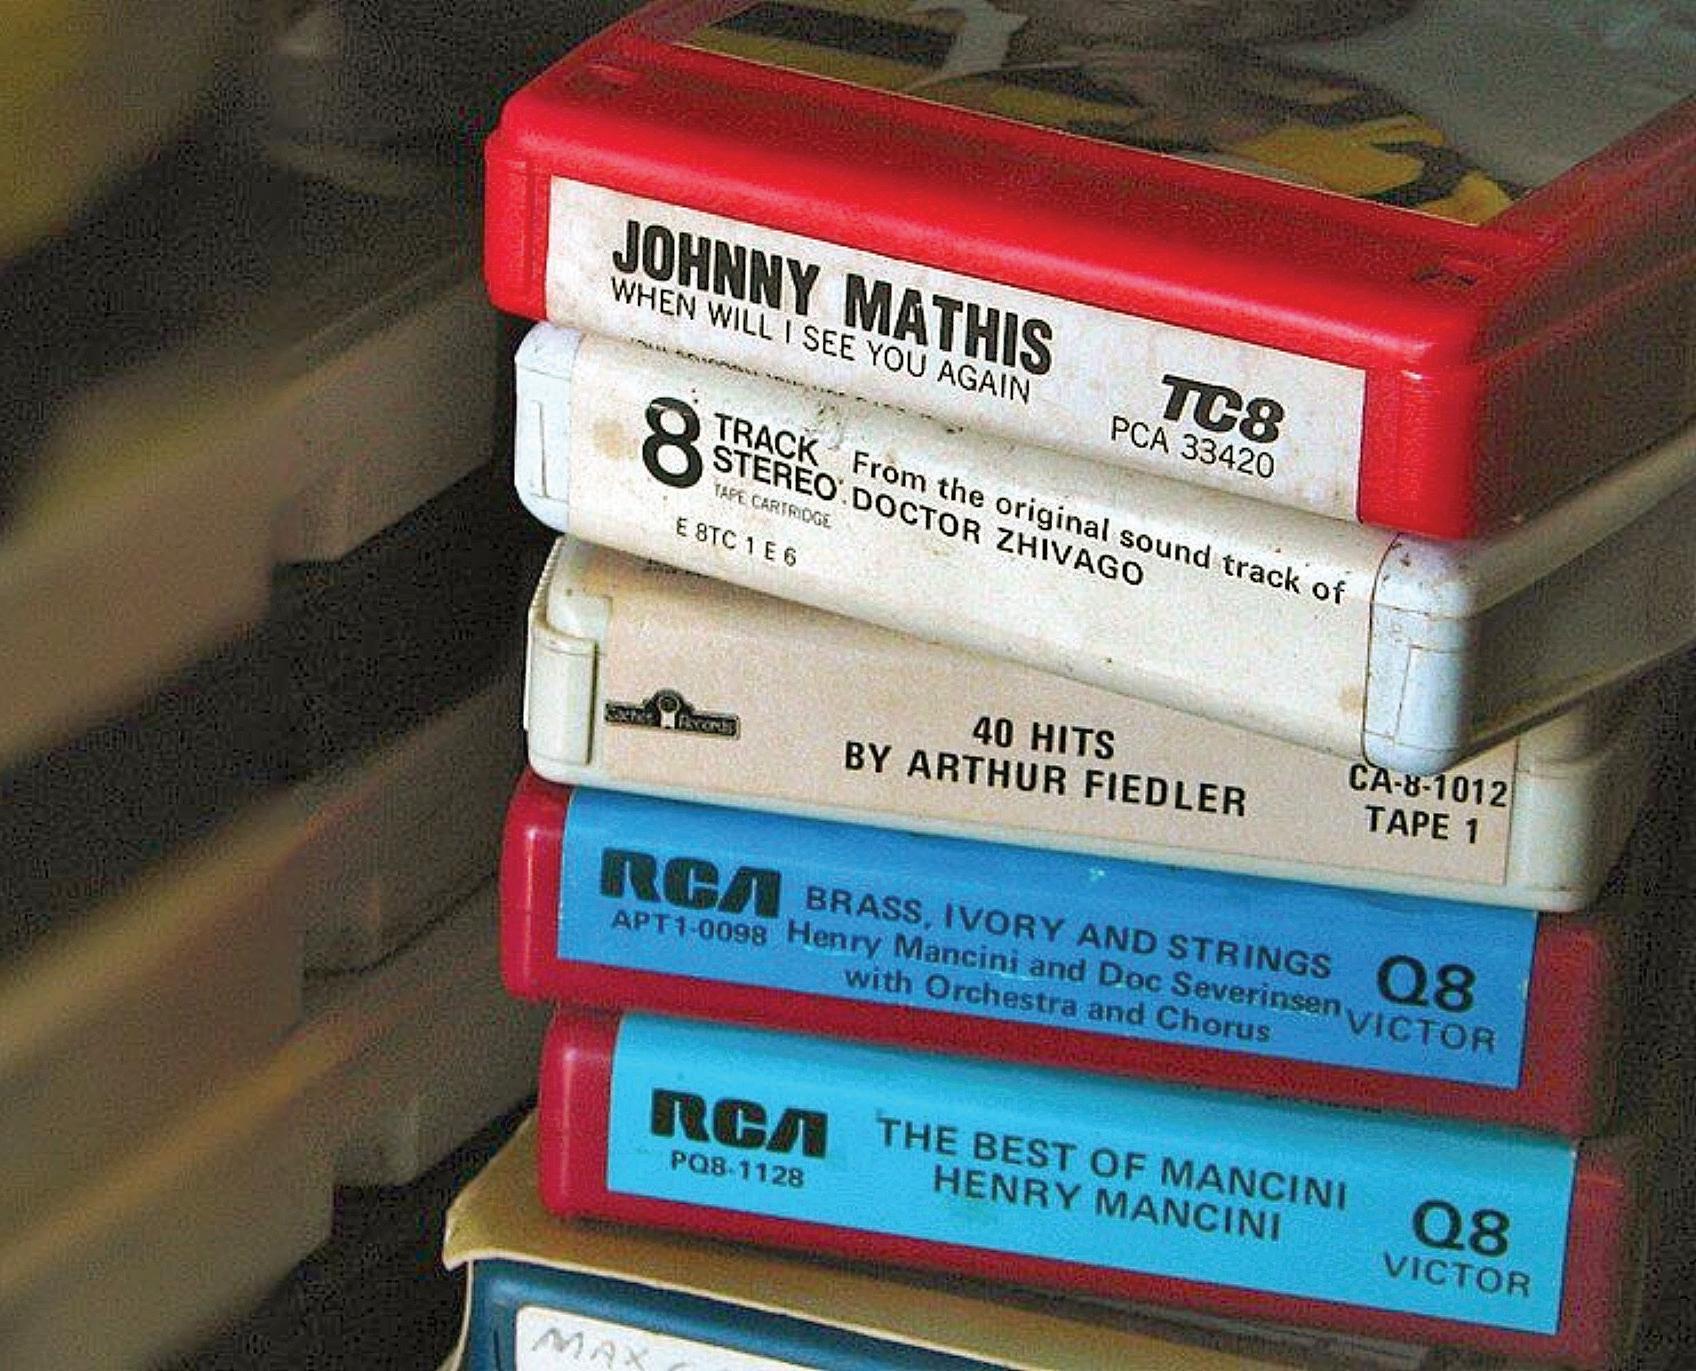 JOHNNY MATHIS
WHEN WILL I SEE YOU AGAIN
TC8
PCA 33420
8 TRACK
STEREO
TAPE CARTRIDGE
E 8TC 1 E 6
From the original sound track of
DOCTOR ZHIVAGO
Records
40 HITS
BY ARTHUR FIEDLER
CA-8-1012
TAPE 1
RCA
APT1-0098
BRASS, IVORY AND STRINGS
Henry Mancini and Doc Severinsen
with Orchestra and Chorus
Q8
VICTOR
RCA
PQ8-1128
THE BEST OF MANCINI
HENRY MANCINI
Q8
VICTOR
MAX